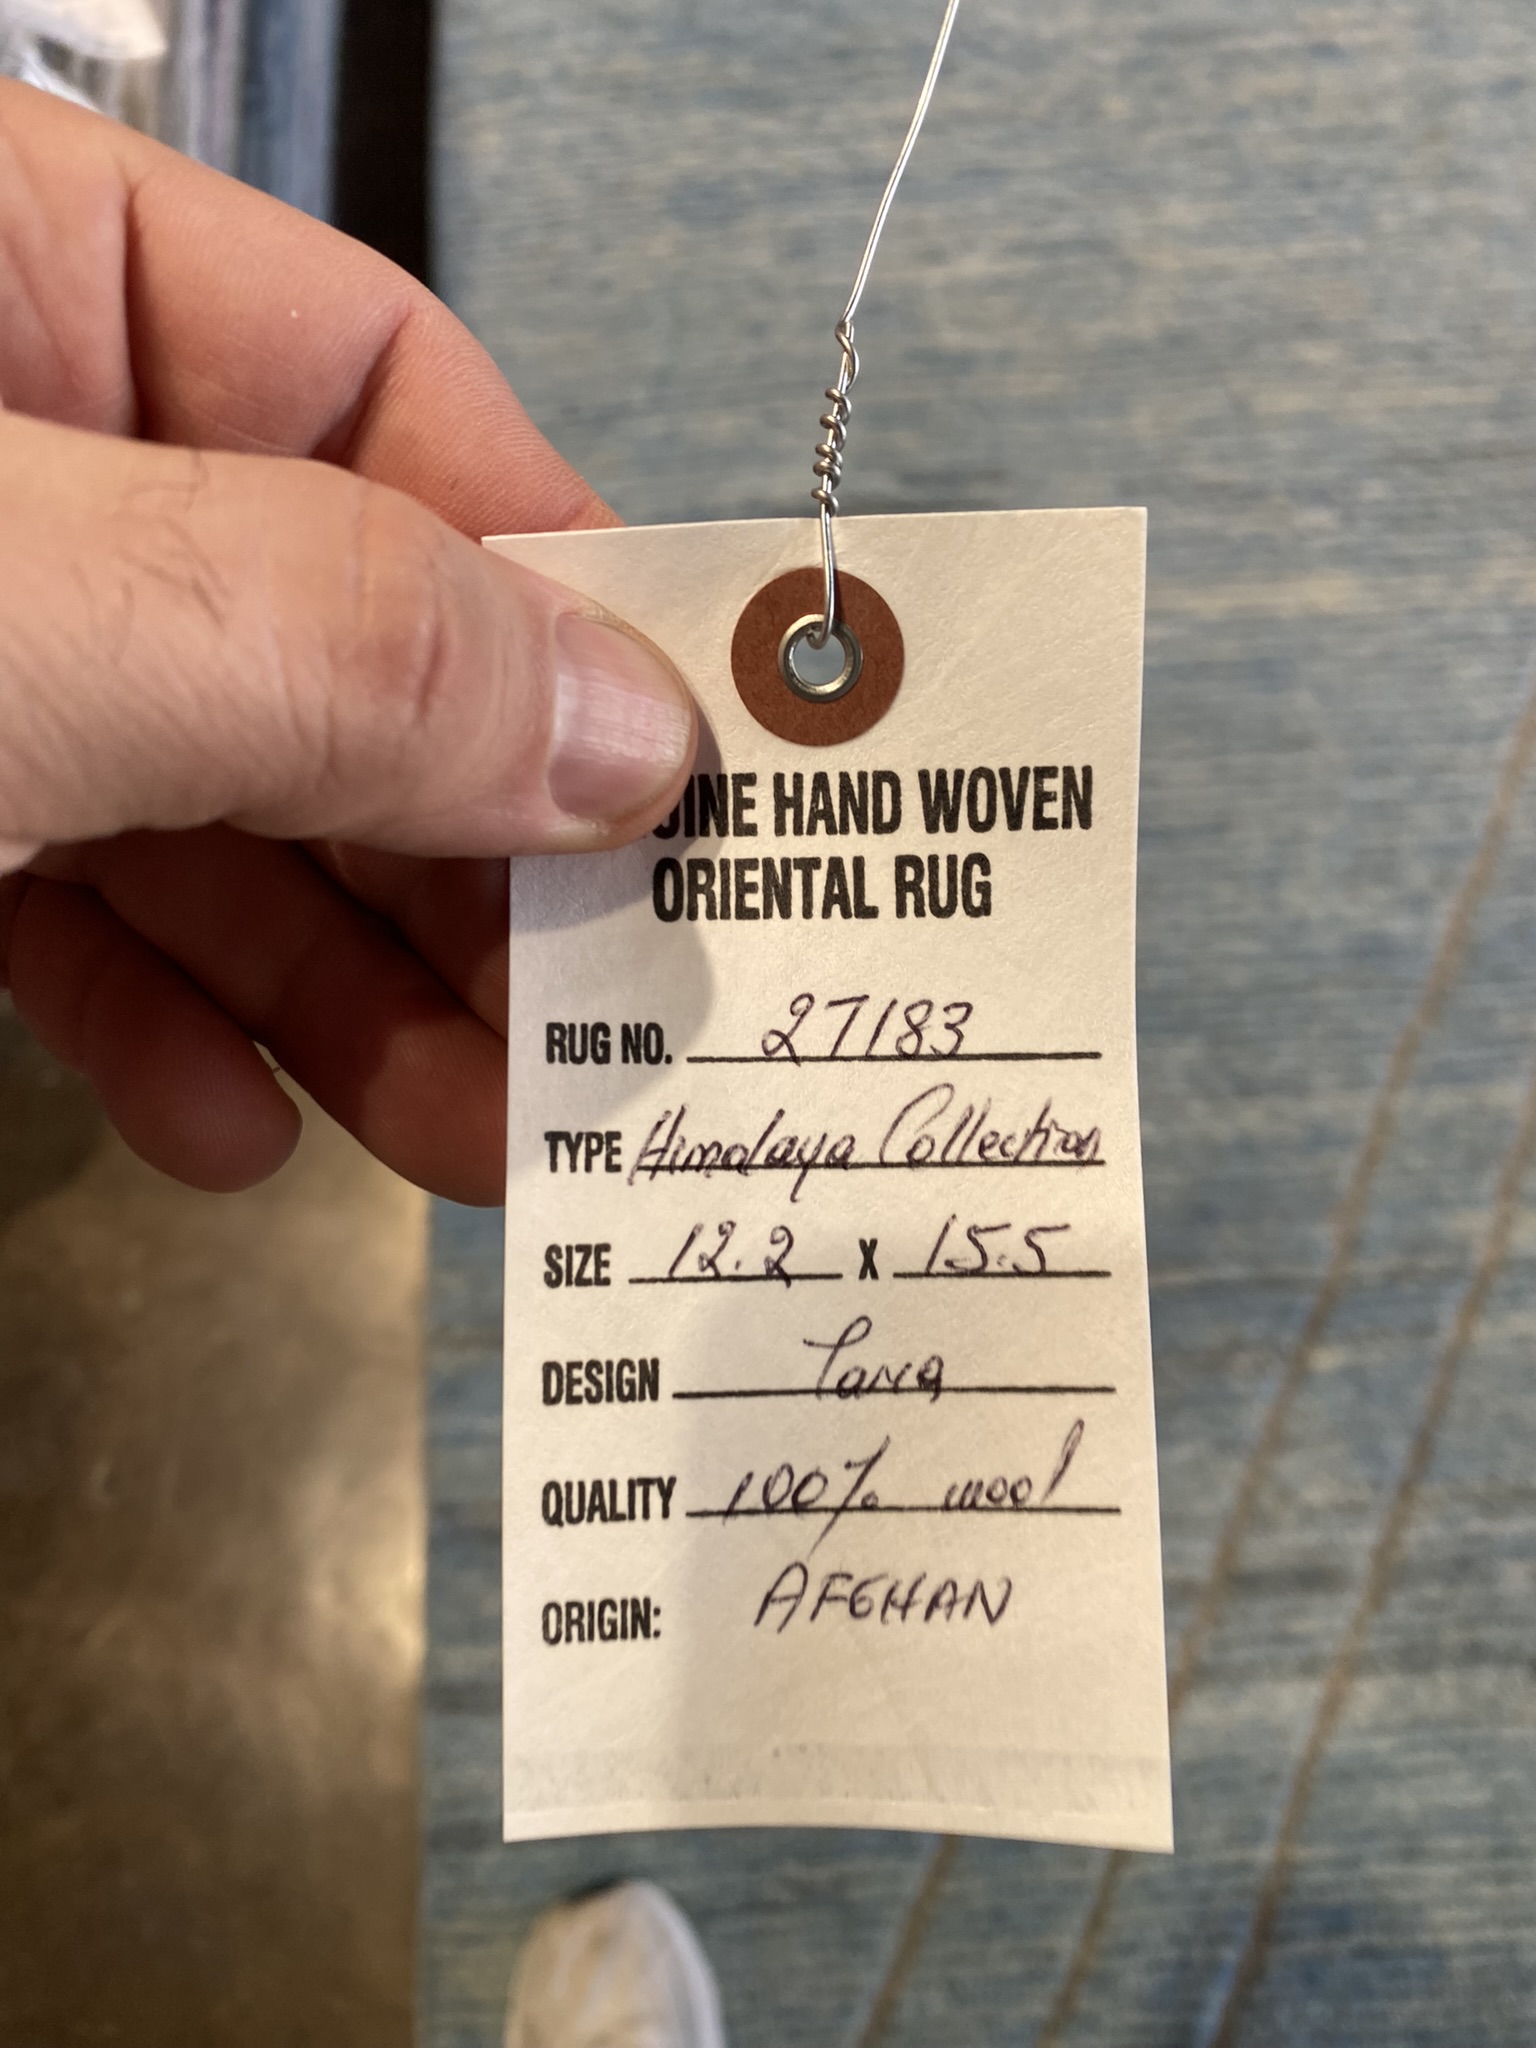 UINE HAND WOVEN
ORIENTAL RUG
RUG NO. 27183
TYPE Himalaya Collection
SIZE 12.2 X 15.5
DESIGN
QUALITY 100% wool
ORIGIN: AFGHAN